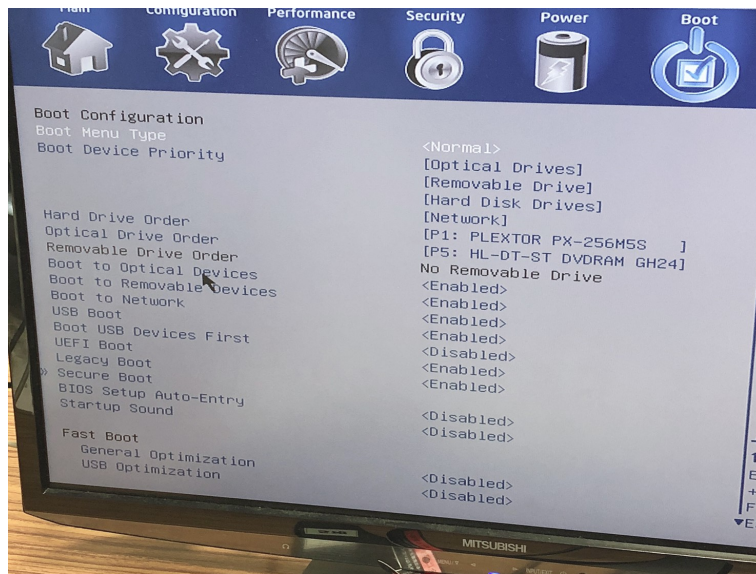 Main
Configuration
Performance
Security
Power
Boot
Boot Configuration
Boot Menu Type <Normal>
Boot Device Priority [Optical Drives]
[Removable Drive]
[Hard Disk Drives]
[Network]
Hard Drive Order [P1: PLEXTOR PX-256M5S ]
Optical Drive Order [P5: HL-DT-ST DVDRAM GH24]
Removable Drive Order No Removable Drive
Boot to Optical Devices <Enabled>
Boot to Removable Devices <Enabled>
Boot to Network <Enabled>
USB Boot <Enabled>
Boot USB Devices First <Disabled>
UEFI Boot <Enabled>
Legacy Boot <Enabled>
» Secure Boot
BIOS Setup Auto-Entry <Disabled>
Startup Sound <Disabled>
Fast Boot
General Optimization <Disabled>
USB Optimization <Disabled>
MITSUBISHI